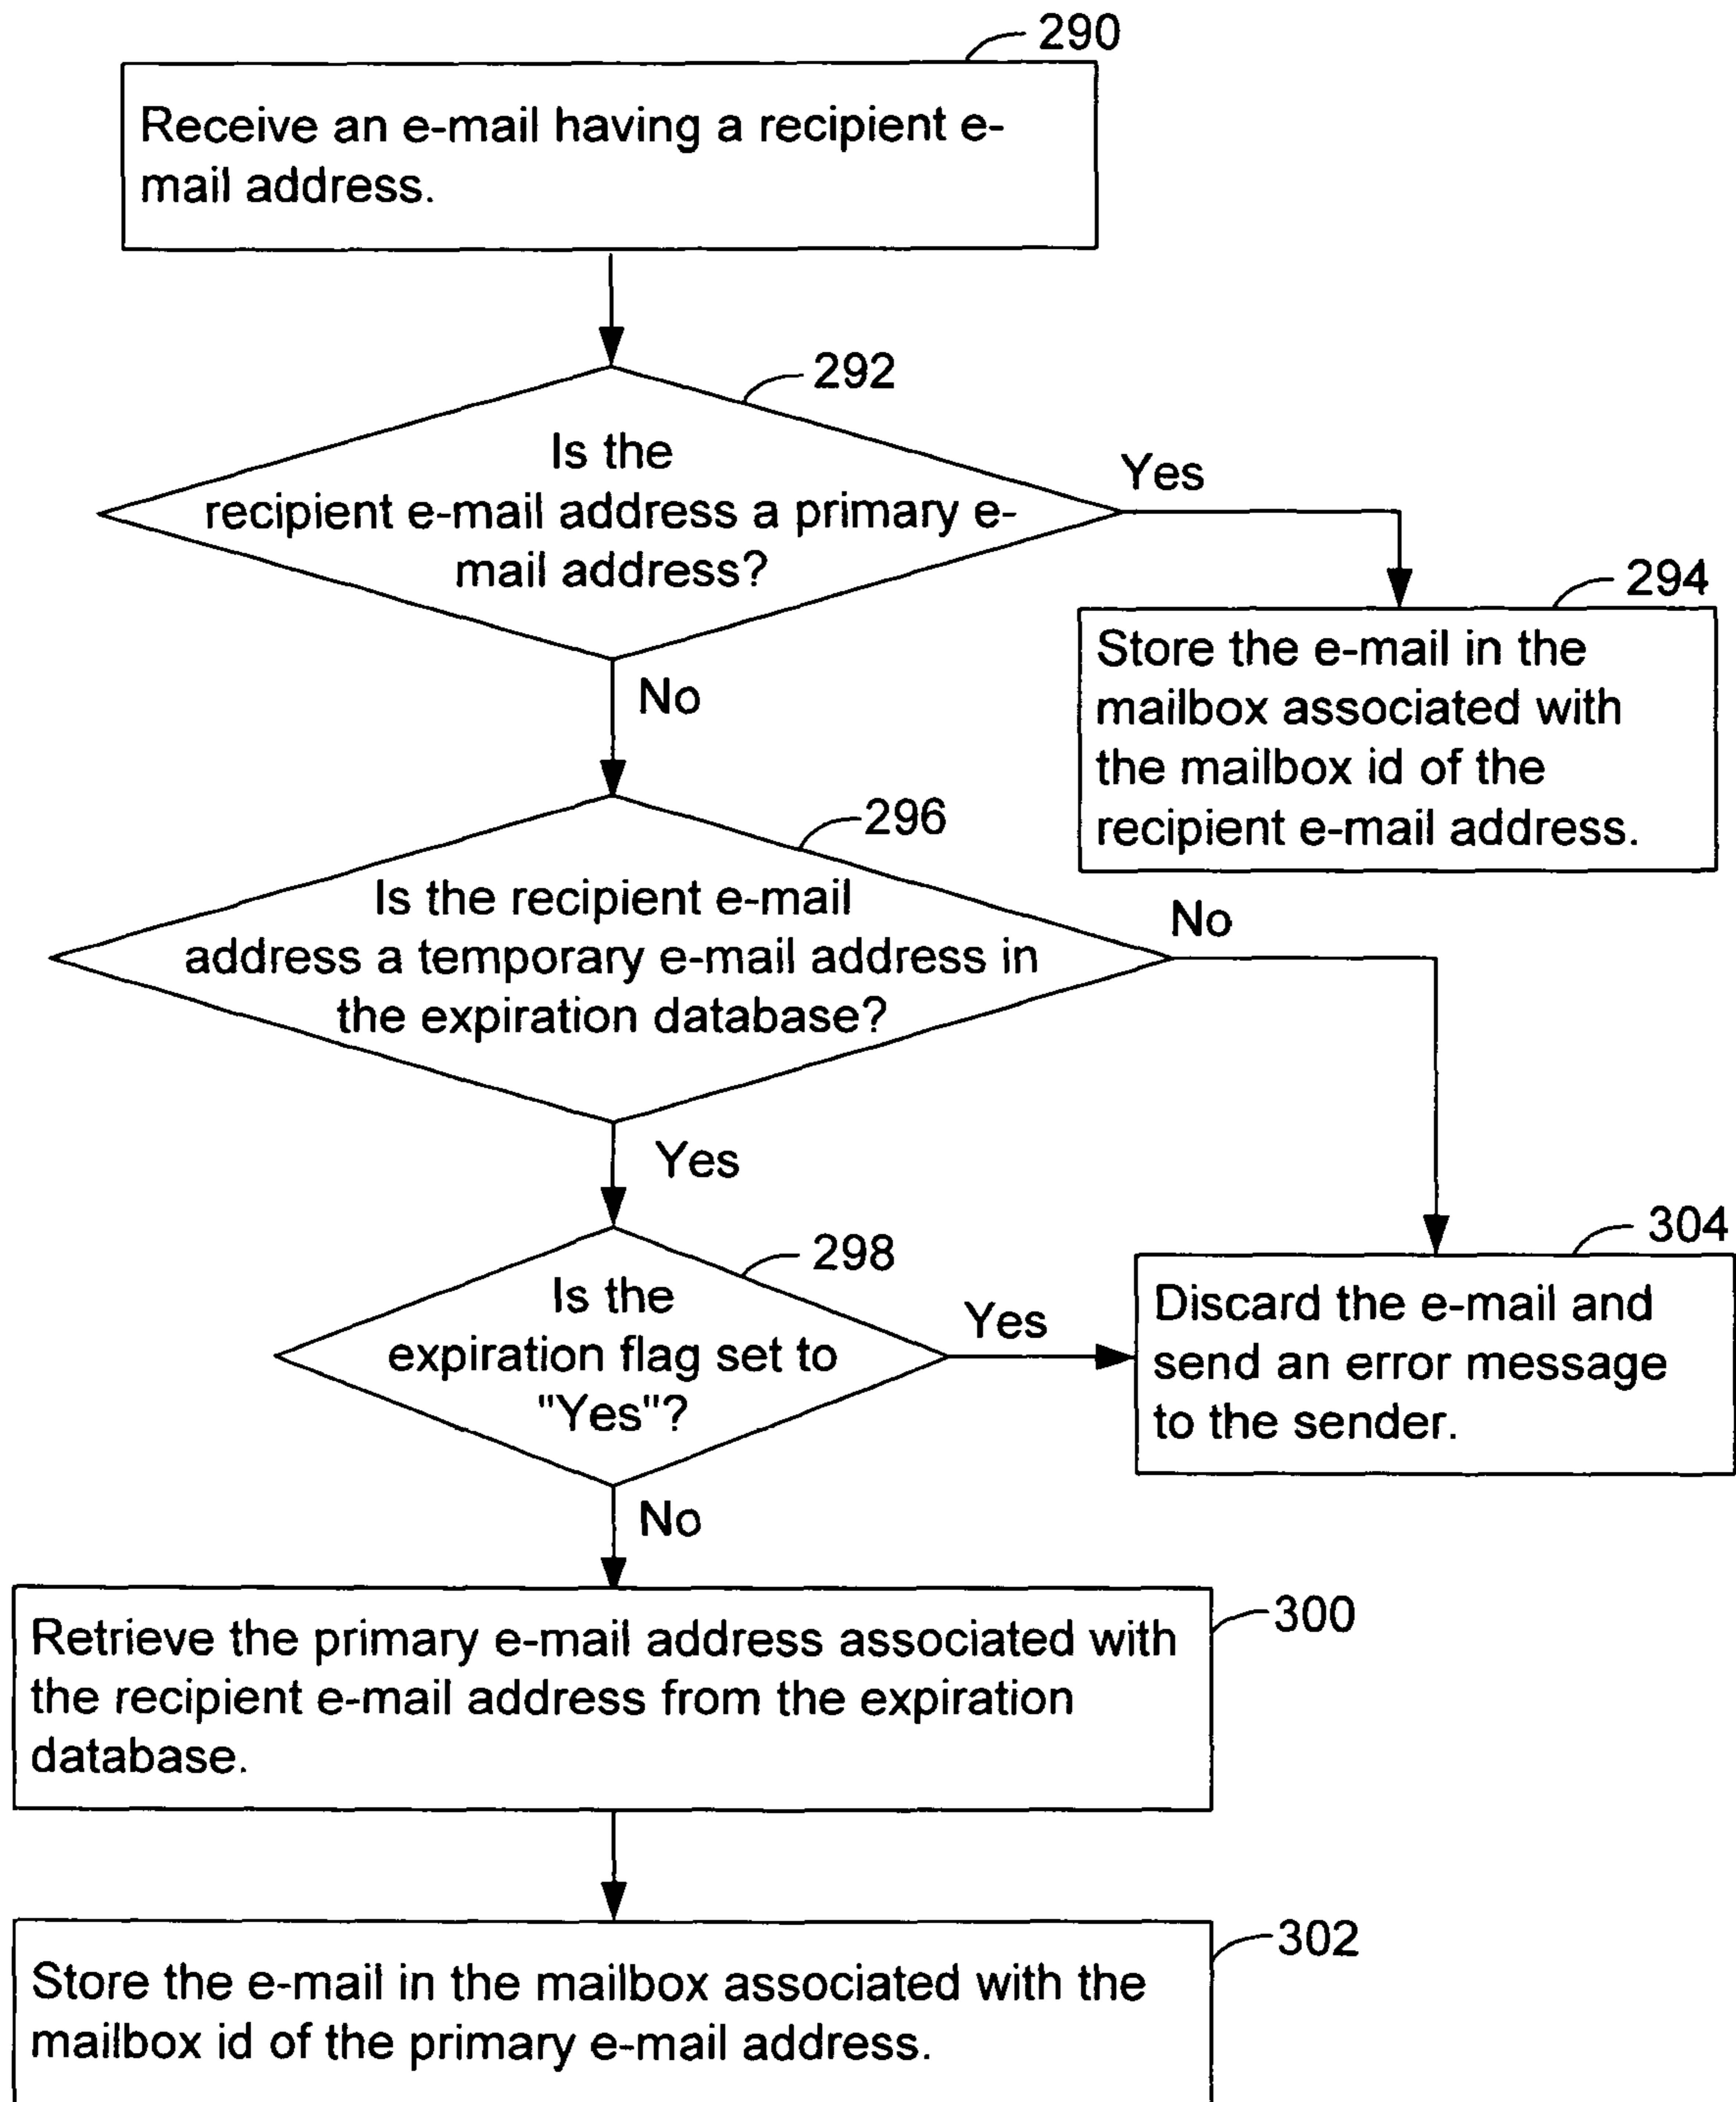 290
Receive an e-mail having a recipient e-
mail address.
292
Is the
recipient e-mail address a primary e-
mail address?
Yes
294
Store the e-mail in the
mailbox associated with
the mailbox id of the
recipient e-mail address.
No
296
Is the recipient e-mail
address a temporary e-mail address in
the expiration database?
No
Yes
298
Is the
expiration flag set to
"Yes"?
Yes
304
Discard the e-mail and
send an error message
to the sender.
No
300
Retrieve the primary e-mail address associated with
the recipient e-mail address from the expiration
database.
302
Store the e-mail in the mailbox associated with the
mailbox id of the primary e-mail address.